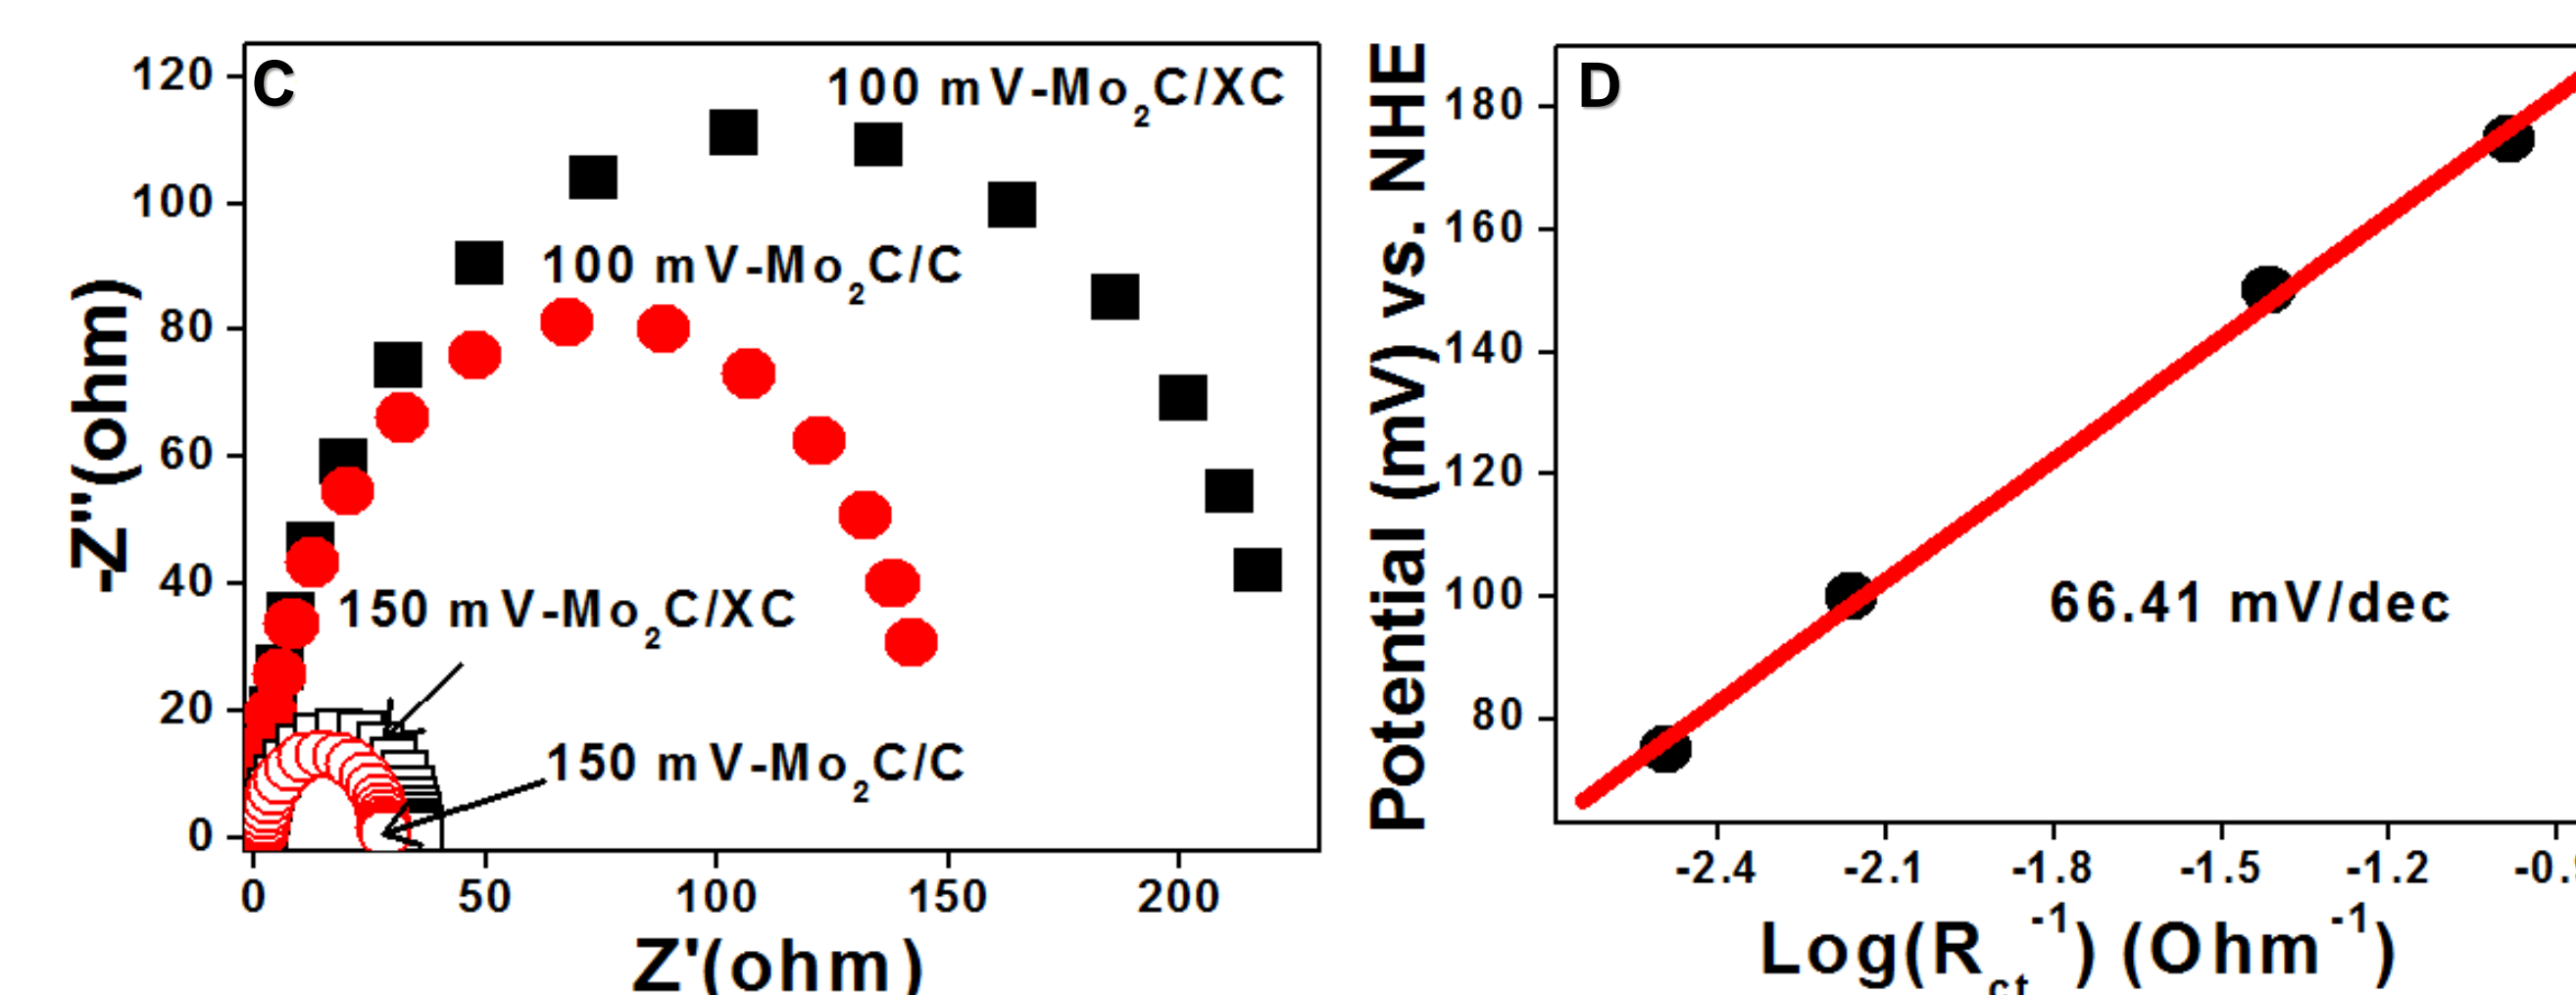 C
100 mV-Mo2C/XC
100 mV-Mo2C/C
150 mV-Mo2C/XC
150 mV-Mo2C/C
120
100
80
60
40
20
0
-Z''(ohm)
0 50 100 150 200
Z'(ohm)
D
66.41 mV/dec
180
160
140
120
100
80
Potential (mV) vs. NHE
-2.4 -2.1 -1.8 -1.5 -1.2
Log(Rct-1) (Ohm-1)